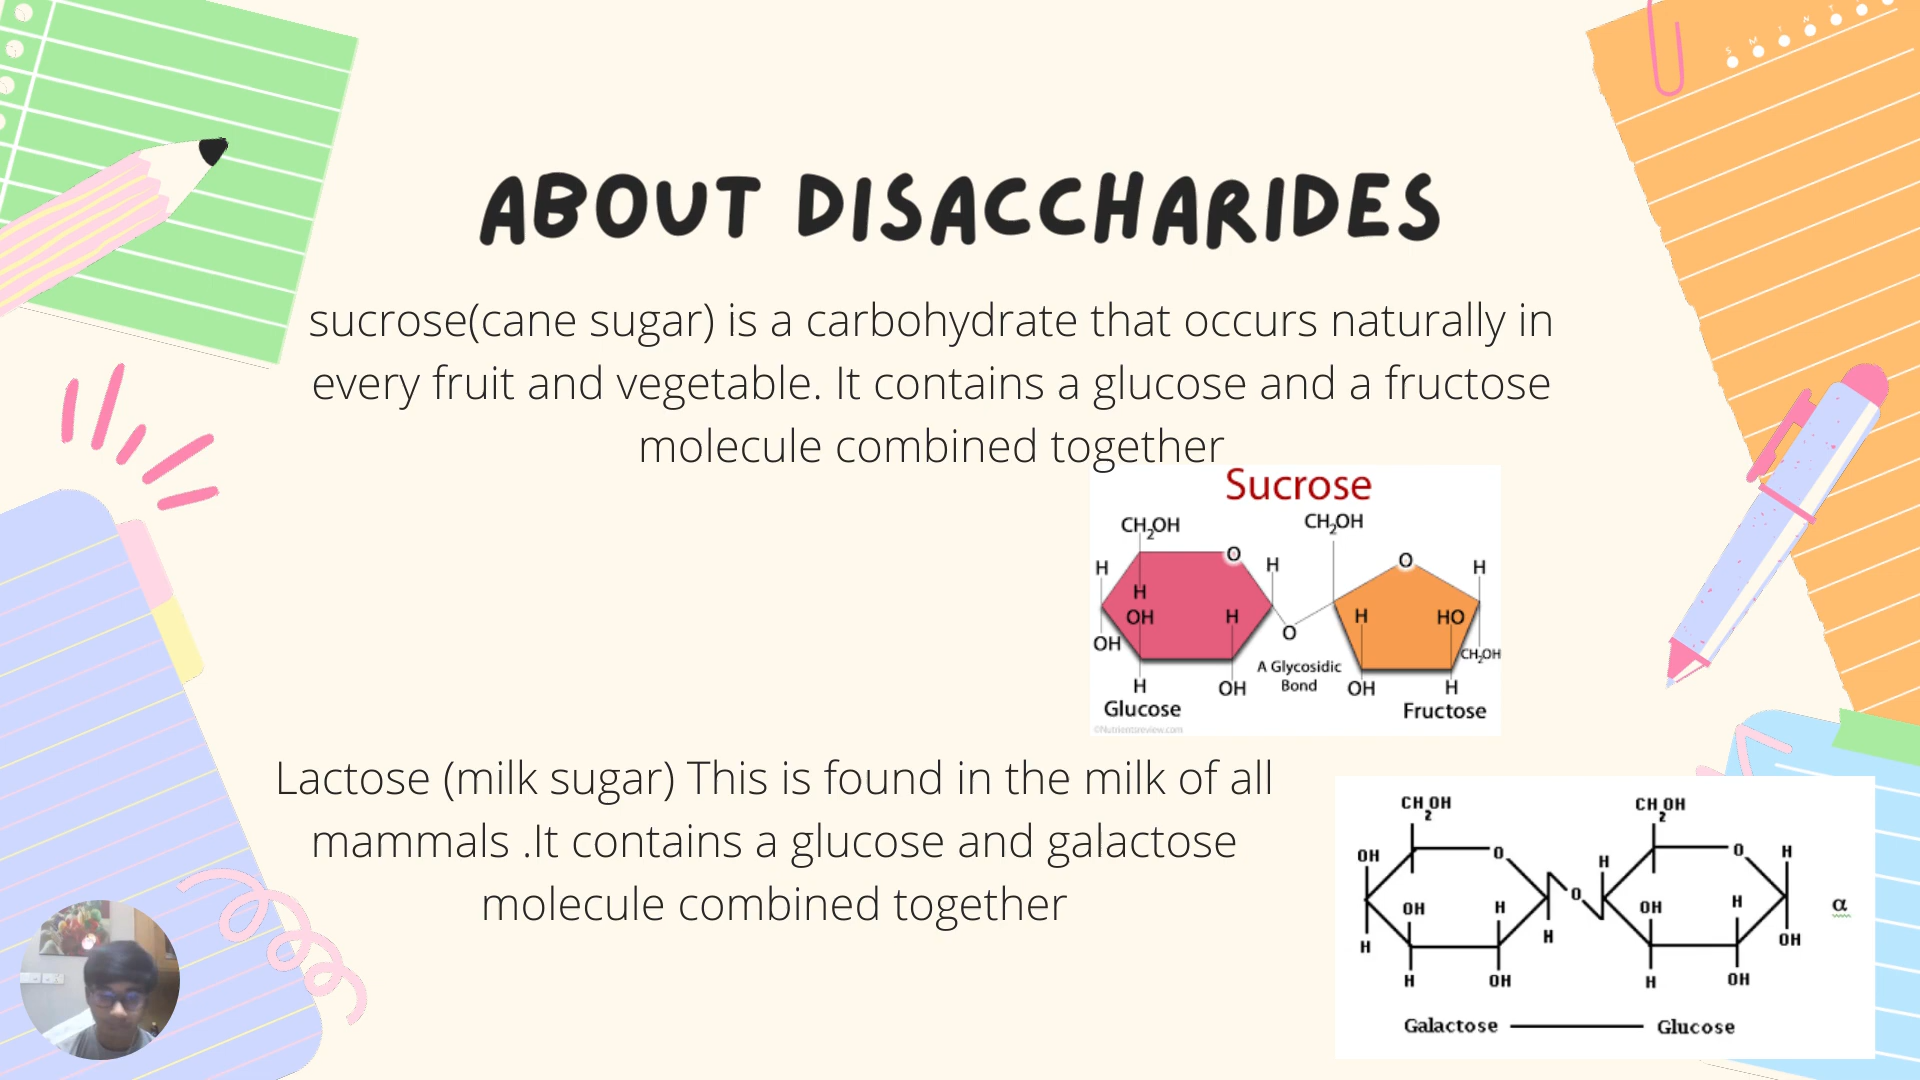 S M T W T
ABOUT DISACCHARIDES
sucrose(cane sugar) is a carbohydrate that occurs naturally in
every fruit and vegetable. It contains a glucose and a fructose
molecule combined together
Sucrose
CH2OH CH2OH
O O
H H H
H
OH H H HO
OH O CH2OH
A Glycosidic
Bond
H OH OH H
Glucose Fructose
©Nutrientsreview.com
Lactose (milk sugar) This is found in the milk of all
mammals .It contains a glucose and galactose
molecule combined together
CH2OH CH2OH
OH O H O H
O
OH H OH H α
H H OH
H OH H OH
Galactose Glucose